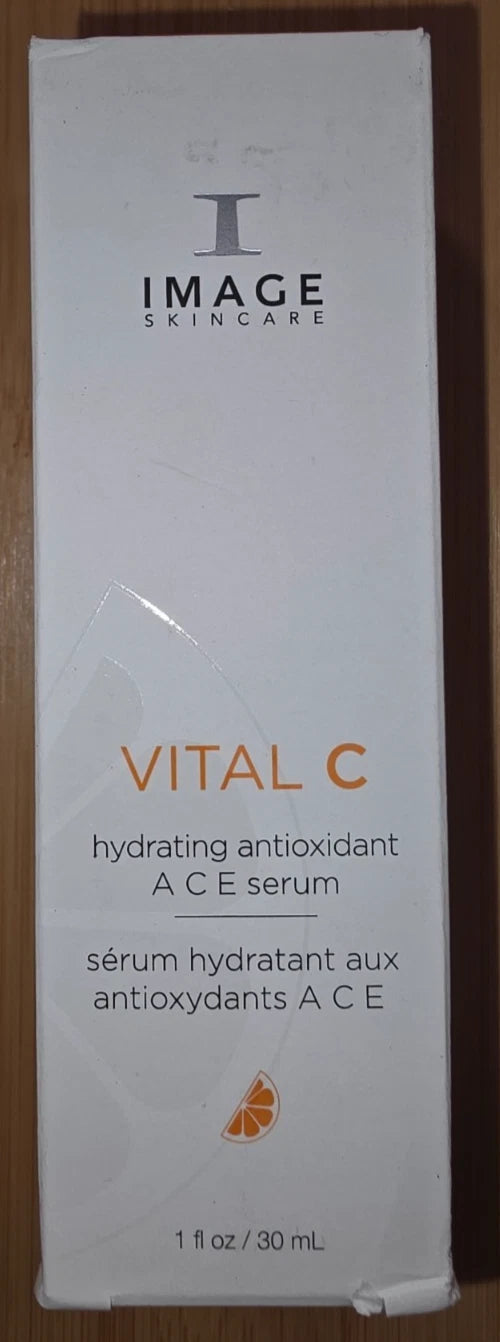 I
IMAGE
SKINCARE
VITAL C
hydrating antioxidant
A C E serum
sérum hydratant aux
antioxydants A C E
1 fl oz / 30 mL